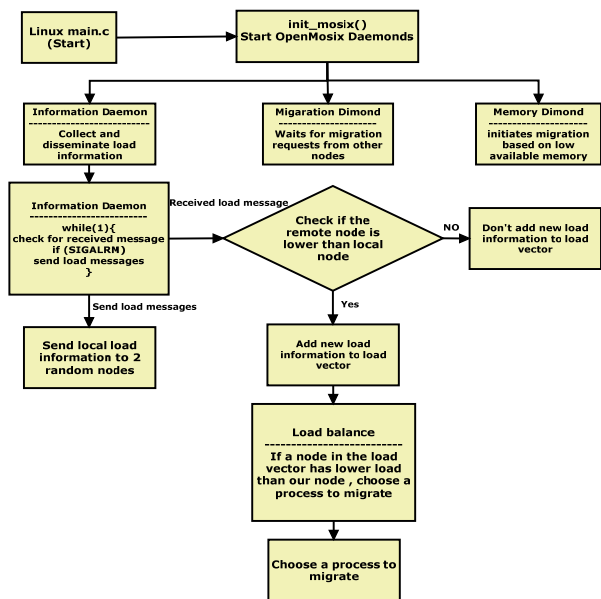 Linux main.c
(Start)
init_mosix()
Start OpenMosix Daemonds
Information Daemon
-----------------------
Collect and
disseminate load
information
Migaration Dimond
-------------------
Waits for migration
requests from other
nodes
Memory Dimond
-------------------
initiates migration
based on low
available memory
Information Daemon
-----------------------
while(1){
check for received message
if (SIGALRM)
send load messages
}
Received load message
Check if the
remote node is
lower than local
node
NO
Don't add new load
information to load
vector
Send load messages
Yes
Send local load
information to 2
random nodes
Add new load
information to load
vector
Load balance
--------------------------
If a node in the load
vector has lower load
than our node , choose a
process to migrate
Choose a process to
migrate